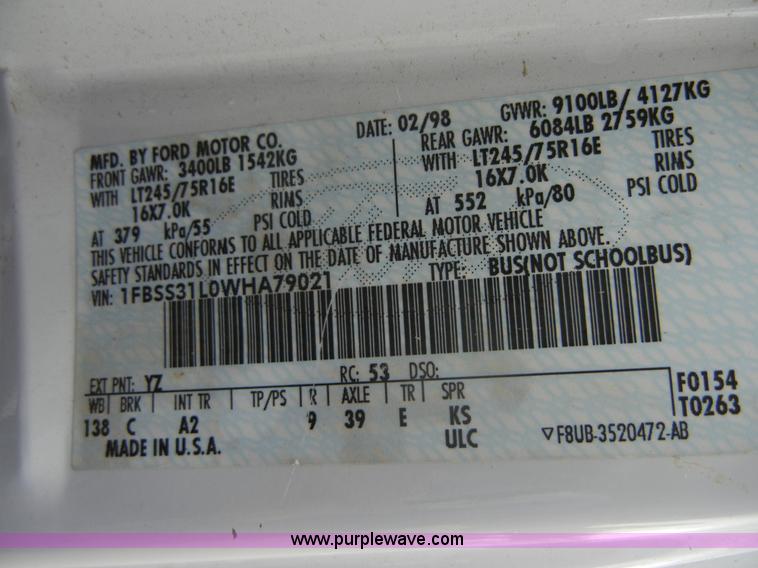 MFD. BY FORD MOTOR CO.
DATE: 02/98
GVWR: 9100LB/ 4127KG
FRONT GAWR: 3400LB 1542KG
REAR GAWR: 6084LB 2759KG
WITH LT245/75R16E TIRES
WITH LT245/75R16E TIRES
16X7.0K RIMS
16X7.0K RIMS
AT 379 kPa/55 PSI COLD
AT 552 kPa/80 PSI COLD
THIS VEHICLE CONFORMS TO ALL APPLICABLE FEDERAL MOTOR VEHICLE
SAFETY STANDARDS IN EFFECT ON THE DATE OF MANUFACTURE SHOWN ABOVE.
VIN: 1FBSS31L0WHA79021
TYPE: BUS(NOT SCHOOLBUS)
EXT PNT: YZ RC: 53 DSO:
WB BRK INT TR TP/PS R AXLE TR SPR
138 C A2 9 39 E KS
ULC
F0154
T0263
MADE IN U.S.A.
▽F8UB-3520472-AB
www.purplewave.com